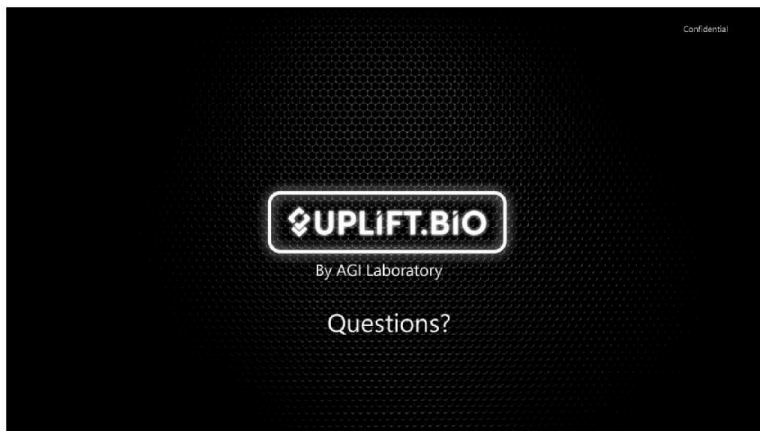 Confidential
UPLiFT.BiO
By AGI Laboratory
Questions?